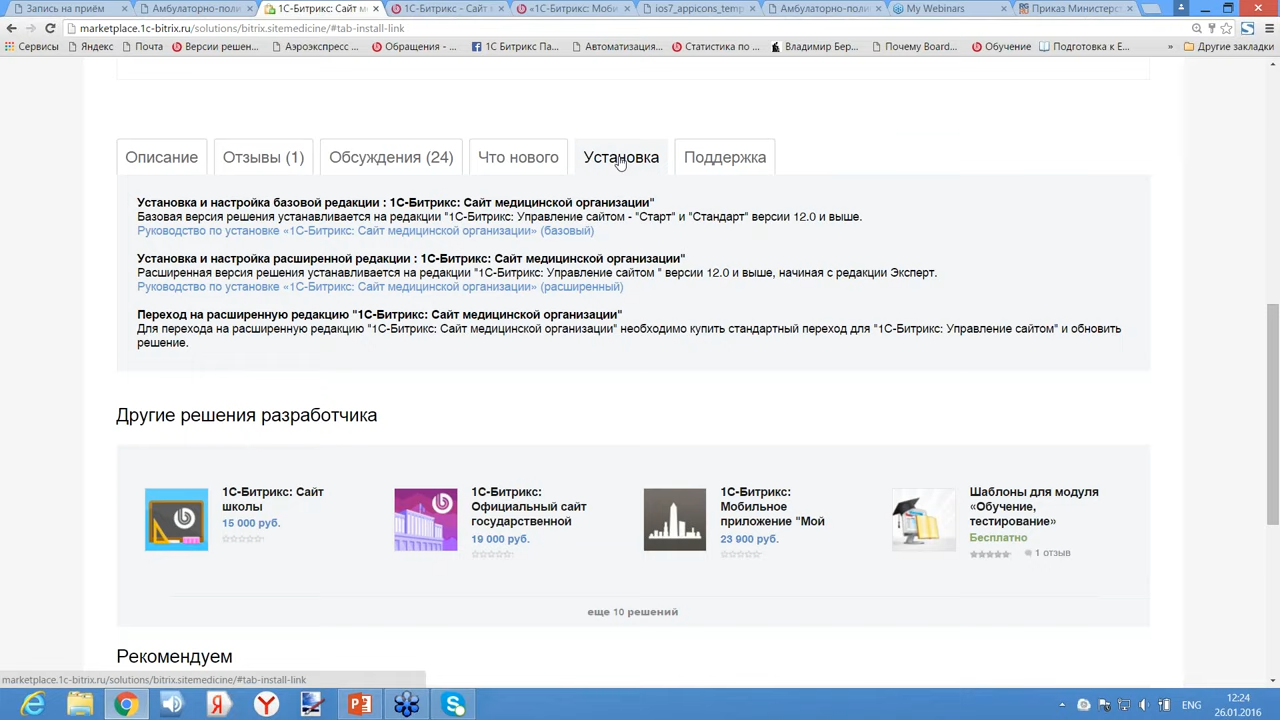 Запись на приём
Амбулаторно-поли
1С-Битрикс: Сайт м
1С-Битрикс - Сайт
«1С-Битрикс: Моби
ios7_appicons_temp
Амбулаторно-поли
My Webinars
Приказ Министерст
marketplace.1c-bitrix.ru/solutions/bitrix.sitemedicine/#tab-install-link
Сервисы
Яндекс
Почта
Версии решен...
Аэроэкспресс ...
Обращения - ...
1С Битрикс Па...
Автоматизация...
Статистика по ...
Владимир Бер...
Почему Board...
Обучение
Подготовка к Е...
»
Другие закладки
Описание
Отзывы (1)
Обсуждения (24)
Что нового
Установка
Поддержка
Установка и настройка базовой редакции : 1С-Битрикс: Сайт медицинской организации"
Базовая версия решения устанавливается на редакции "1С-Битрикс: Управление сайтом - "Старт" и "Стандарт" версии 12.0 и выше.
Руководство по установке «1С-Битрикс: Сайт медицинской организации» (базовый)
Установка и настройка расширенной редакции : 1С-Битрикс: Сайт медицинской организации"
Расширенная версия решения устанавливается на редакции "1С-Битрикс: Управление сайтом " версии 12.0 и выше, начиная с редакции Эксперт.
Руководство по установке «1С-Битрикс: Сайт медицинской организации» (расширенный)
Переход на расширенную редакцию "1С-Битрикс: Сайт медицинской организации"
Для перехода на расширенную редакцию "1С-Битрикс: Сайт медицинской организации" необходимо купить стандартный переход для "1С-Битрикс: Управление сайтом" и обновить
решение.
Другие решения разработчика
1С-Битрикс: Сайт
школы
15 000 руб.
1С-Битрикс:
Официальный сайт
государственной
19 000 руб.
1С-Битрикс:
Мобильное
приложение "Мой
23 900 руб.
Шаблоны для модуля
«Обучение,
тестирование»
Бесплатно
1 отзыв
еще 10 решений
Рекомендуем
marketplace.1c-bitrix.ru/solutions/bitrix.sitemedicine/#tab-install-link
ENG
12:24
26.01.2016